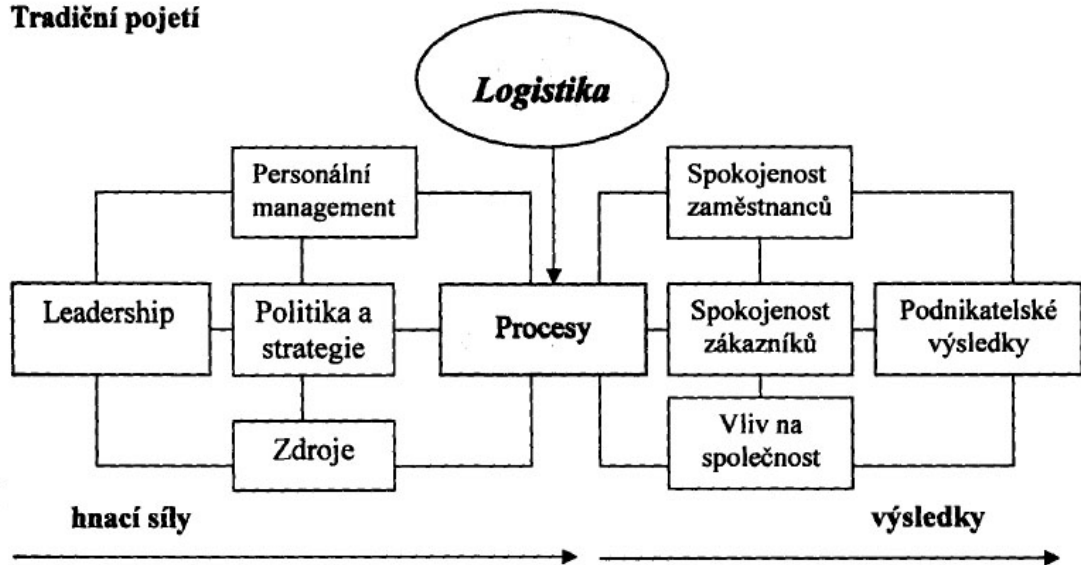 Tradiční pojetí
Logistika
Personální
management
Spokojenost
zaměstnanců
Leadership
Politika a
strategie
Procesy
Spokojenost
zákazníků
Podnikatelské
výsledky
Zdroje
Vliv na
společnost
hnací síly
výsledky